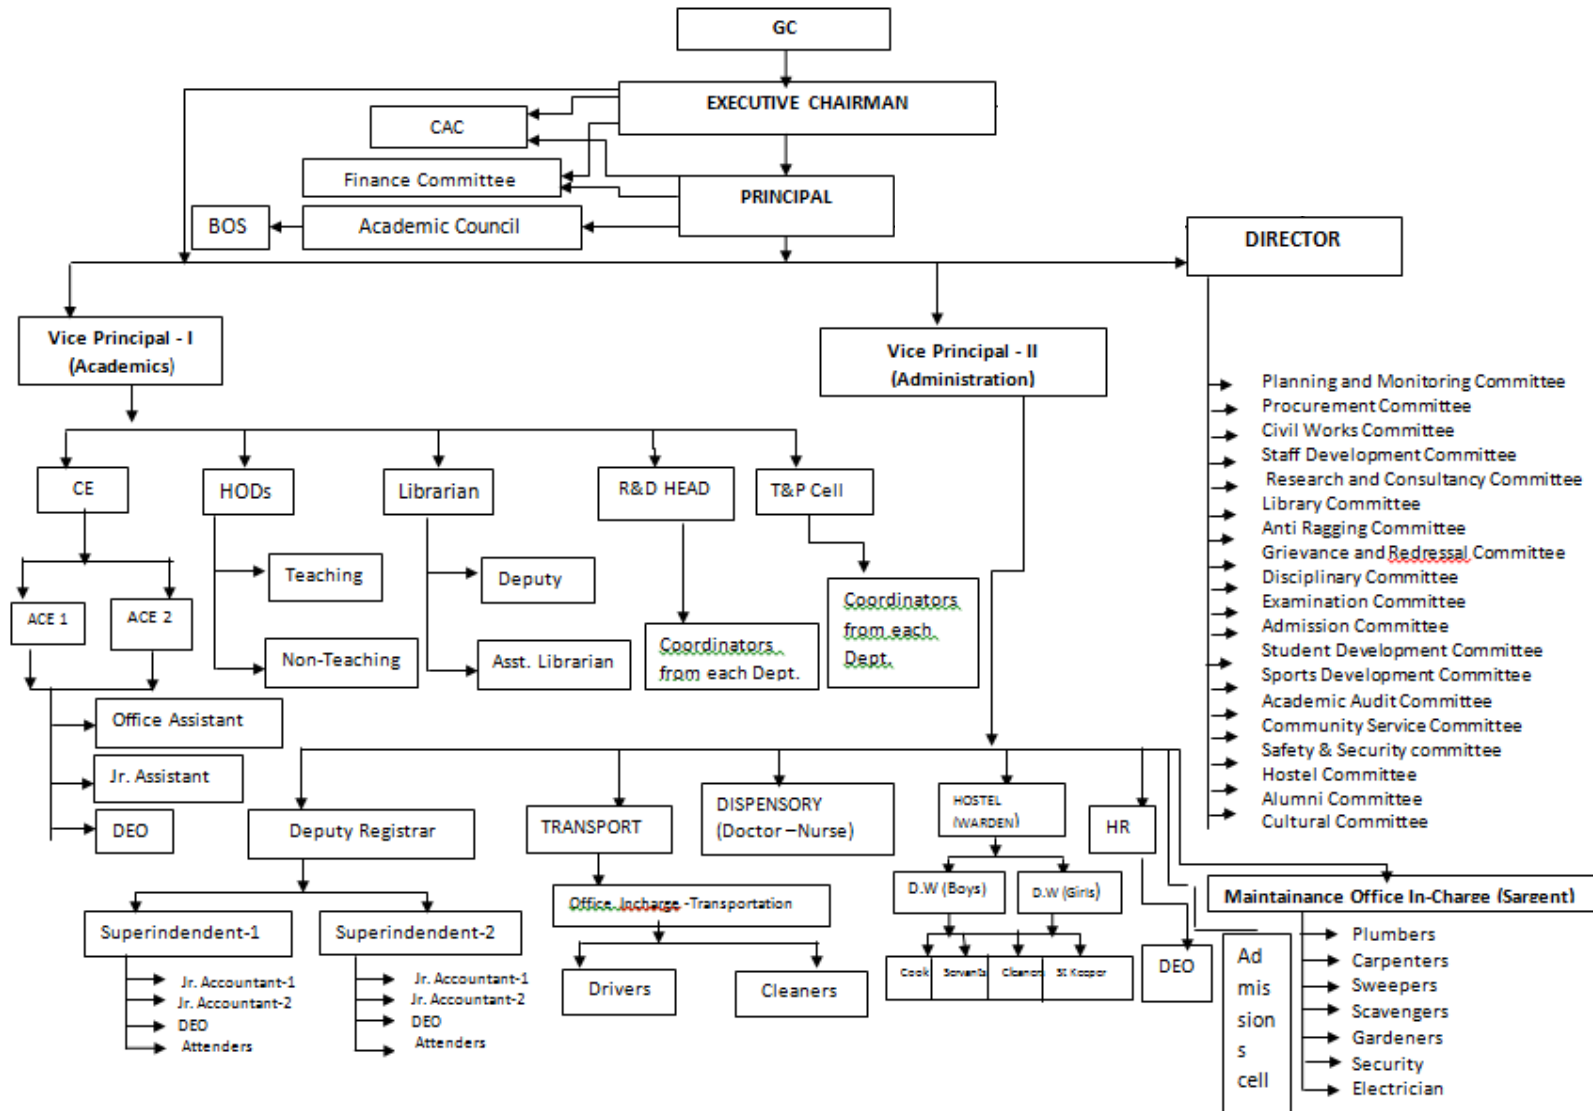 GC
EXECUTIVE CHAIRMAN
CAC
Finance Committee
PRINCIPAL
BOS
Academic Council
DIRECTOR
Vice Principal - I
(Academics)
Vice Principal - II
(Administration)
Planning and Monitoring Committee
Procurement Committee
Civil Works Committee
Staff Development Committee
Research and Consultancy Committee
Library Committee
Anti Ragging Committee
Grievance and Redressal Committee
Disciplinary Committee
Examination Committee
Admission Committee
Student Development Committee
Sports Development Committee
Academic Audit Committee
Community Service Committee
Safety & Security committee
Hostel Committee
Alumni Committee
Cultural Committee
CE
HODs
Librarian
R&D HEAD
T&P Cell
Teaching
Deputy
Coordinators
from each
Dept.
ACE 1
ACE 2
Non-Teaching
Asst. Librarian
Coordinators
from each Dept.
Office Assistant
Jr. Assistant
DEO
Deputy Registrar
TRANSPORT
DISPENSORY
(Doctor –Nurse)
HOSTEL
(WARDEN)
HR
D.W (Boys)
D.W (Girls)
Maintainance Office In-Charge (Sargent)
Office Incharge -Transportation
Superindendent-1
Superindendent-2
Jr. Accountant-1
Jr. Accountant-2
DEO
Attenders
Jr. Accountant-1
Jr. Accountant-2
DEO
Attenders
Drivers
Cleaners
Cook
Servants
Cleaners
St Keeper
DEO
Ad
mis
sion
s
cell
Plumbers
Carpenters
Sweepers
Scavengers
Gardeners
Security
Electrician